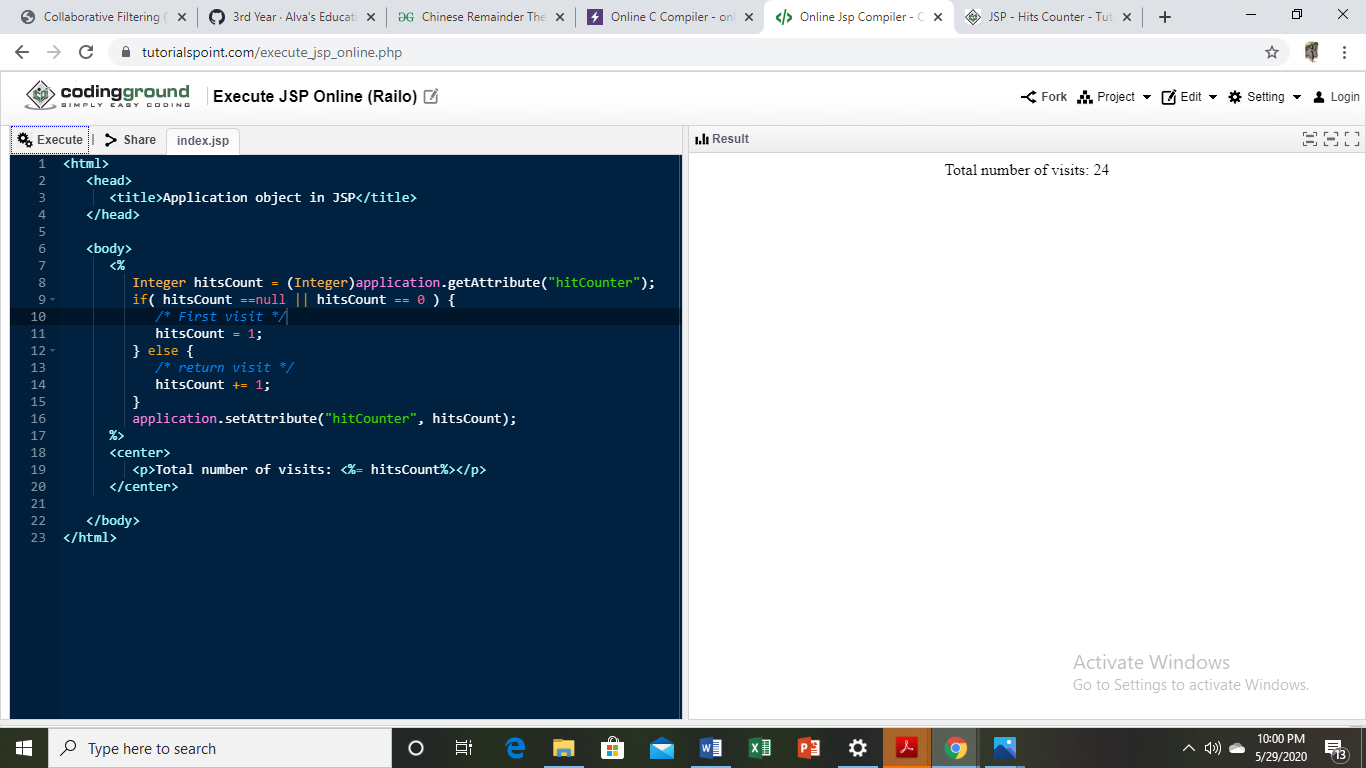 Collaborative Filtering (
3rd Year · Alva's Educat
Chinese Remainder The
Online C Compiler - onl
Online Jsp Compiler - C
JSP - Hits Counter - Tut
tutorialspoint.com/execute_jsp_online.php
codingground
SIMPLY EASY CODING
Execute JSP Online (Railo)
Fork
Project
Edit
Setting
Login
Execute | Share index.jsp
Result
1 <html>
2 <head>
3 <title>Application object in JSP</title>
4 </head>
5
6 <body>
7 <%
8 Integer hitsCount = (Integer)application.getAttribute("hitCounter");
9 if( hitsCount ==null || hitsCount == 0 ) {
10 /* First visit */
11 hitsCount = 1;
12 } else {
13 /* return visit */
14 hitsCount += 1;
15 }
16 application.setAttribute("hitCounter", hitsCount);
17 %>
18 <center>
19 <p>Total number of visits: <%= hitsCount%></p>
20 </center>
21
22 </body>
23 </html>
Total number of visits: 24
Activate Windows
Go to Settings to activate Windows.
Type here to search
10:00 PM
5/29/2020
13